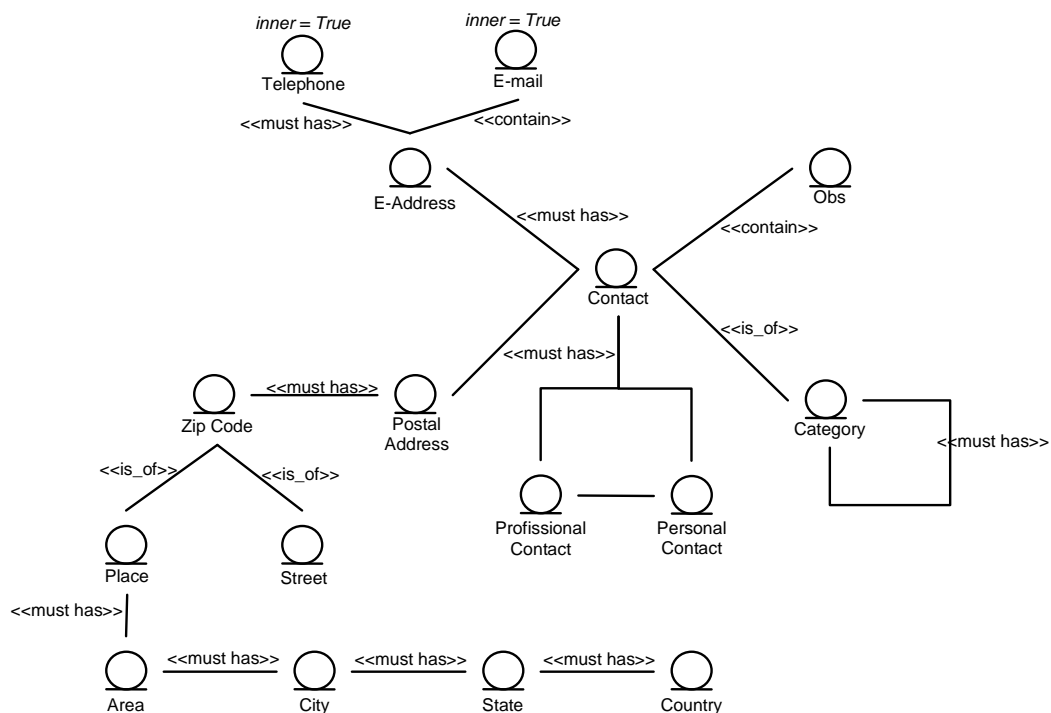 inner = True
inner = True
Telephone
E-mail
<<must has>>
<<contain>>
E-Address
Obs
<<must has>>
<<contain>>
Contact
<<is_of>>
<<must has>>
<<must has>>
Zip Code
Postal
Address
Category
<<must has>>
<<is_of>>
<<is_of>>
Profissional
Contact
Personal
Contact
Place
Street
<<must has>>
<<must has>>
<<must has>>
<<must has>>
Area
City
State
Country